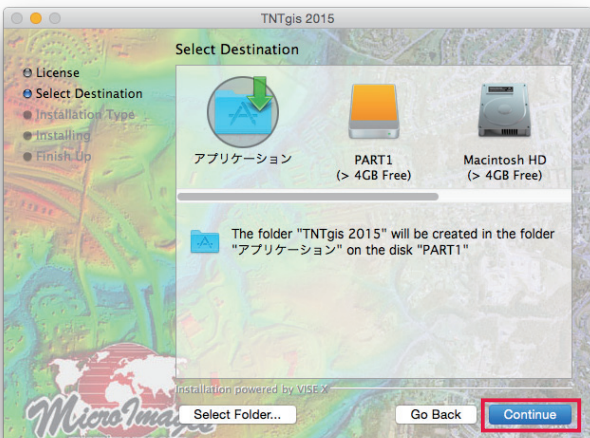 TNTgis 2015
Select Destination
License
Select Destination
Installation Type
Installing
Finish Up
アプリケーション
PART1
(> 4GB Free)
Macintosh HD
(> 4GB Free)
The folder "TNTgis 2015" will be created in the folder
"アプリケーション" on the disk "PART1"
Installation powered by VISE X
MicroImages
Select Folder...
Go Back
Continue